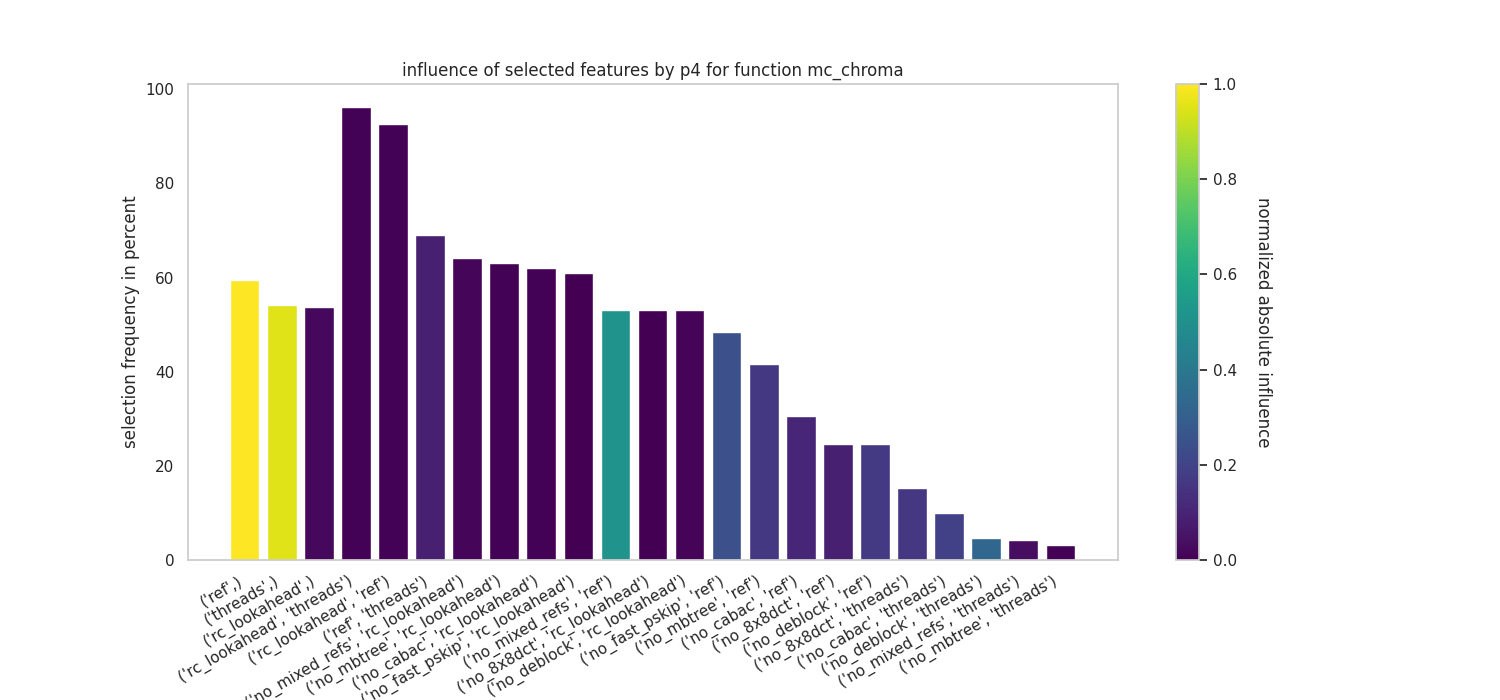 influence of selected features by p4 for function mc_chroma
selection frequency in percent
100
80
60
40
20
0
('ref',)
('threads',)
('rc_lookahead',)
('rc_lookahead', 'threads')
('rc_lookahead', 'ref')
('ref', 'threads')
'no_mixed_refs', 'rc_lookahead')
('no_mbtree', 'rc_lookahead')
('no_cabac', 'rc_lookahead')
'no_fast_pskip', 'rc_lookahead')
('no_mixed_refs', 'ref')
('no_8x8dct', 'rc_lookahead')
('no_deblock', 'rc_lookahead')
('no_fast_pskip', 'ref')
('no_mbtree', 'ref')
('no_cabac', 'ref')
('no_8x8dct', 'ref')
('no_deblock', 'ref')
('no_8x8dct', 'threads')
('no_cabac', 'threads')
('no_deblock', 'threads')
('no_mixed_refs', 'threads')
('no_mbtree', 'threads')
1.0
0.8
0.6
0.4
0.2
0.0
normalized absolute influence